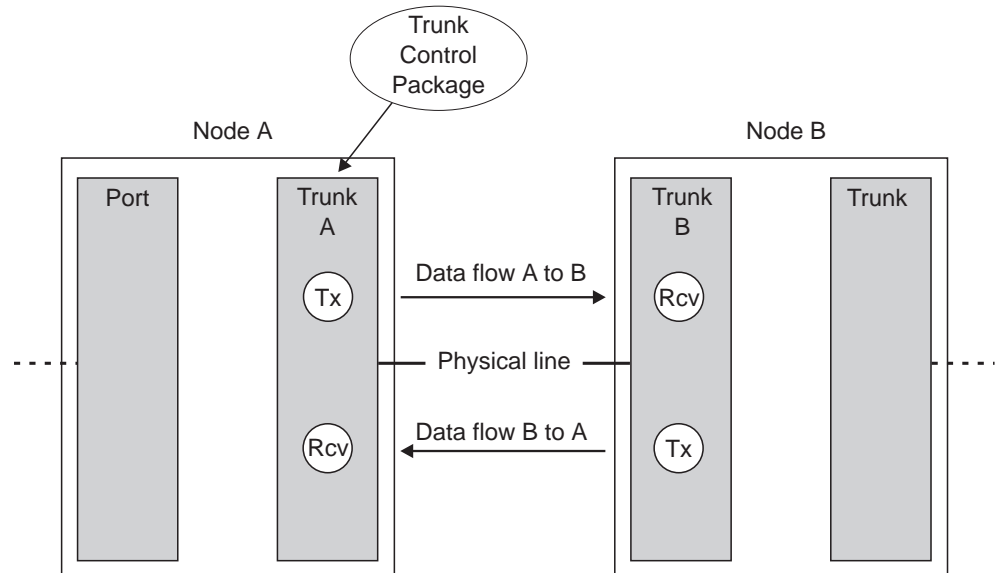 Trunk
Control
Package
Node A
Node B
Port
Trunk
A
Trunk
B
Trunk
Data flow A to B
Tx
Rcv
Physical line
Data flow B to A
Rcv
Tx